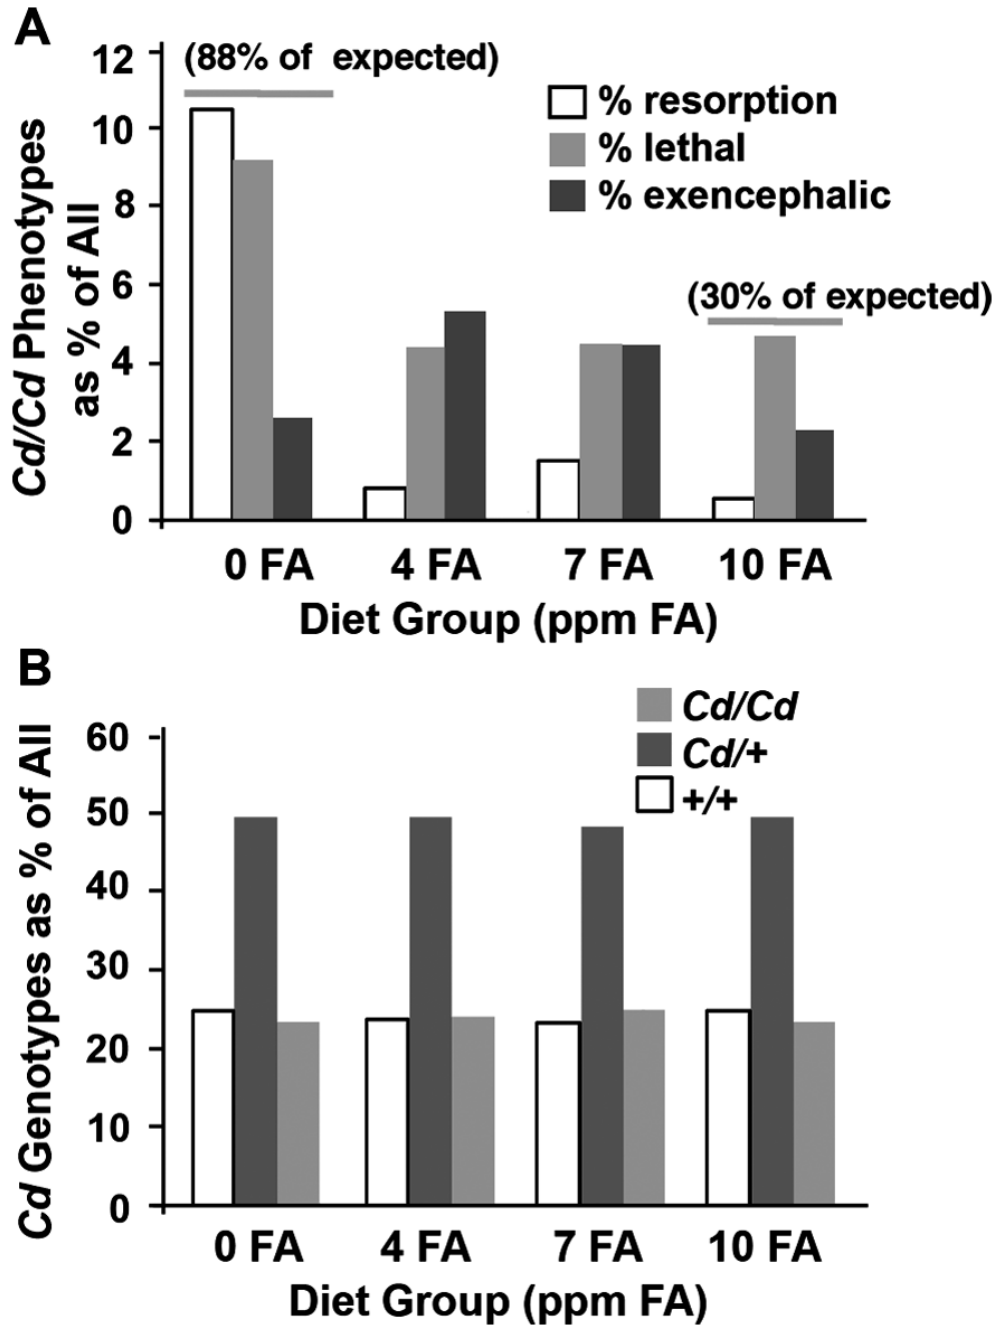 A
(88% of expected)
12
10
8
6
4
2
0
% resorption
% lethal
% exencephalic
(30% of expected)
Cd/Cd Phenotypes
as % of All
0 FA 4 FA 7 FA 10 FA
Diet Group (ppm FA)
B
Cd/Cd
Cd/+
+/+
60
50
40
30
20
10
0
Cd Genotypes as % of All
0 FA 4 FA 7 FA 10 FA
Diet Group (ppm FA)